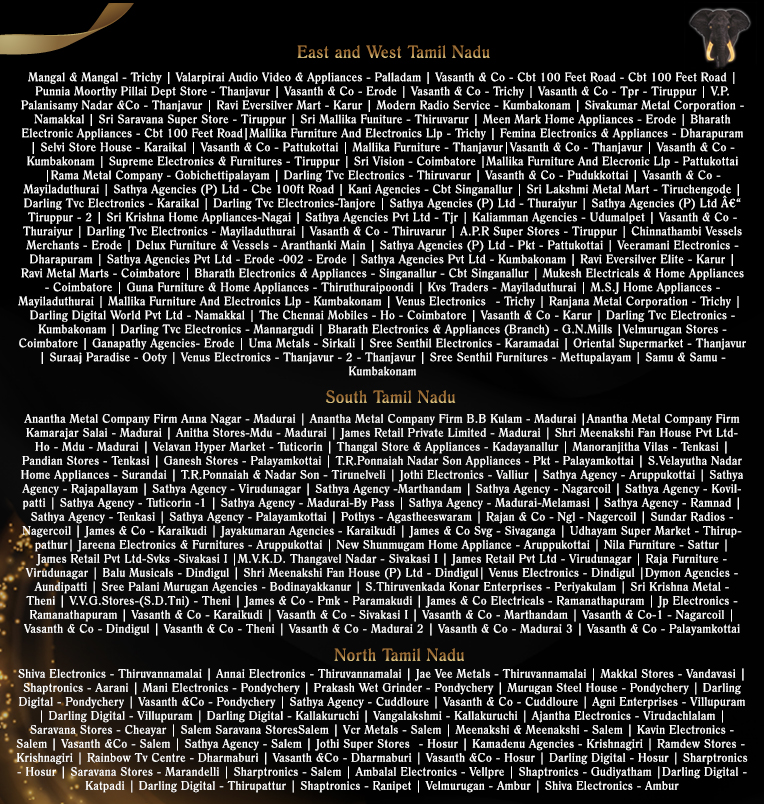 East and West Tamil Nadu
Mangal & Mangal - Trichy | Valarpirai Audio Video & Appliances - Palladam | Vasanth & Co - Cbt 100 Feet Road - Cbt 100 Feet Road |
Punnia Moorthy Pillai Dept Store - Thanjavur | Vasanth & Co - Erode | Vasanth & Co - Trichy | Vasanth & Co - Tpr - Tiruppur | V.P.
Palanisamy Nadar &Co - Thanjavur | Ravi Eversilver Mart - Karur | Modern Radio Service - Kumbakonam | Sivakumar Metal Corporation -
Namakkal | Sri Saravana Super Store - Tiruppur | Sri Mallika Funiture - Thiruvarur | Meen Mark Home Appliances - Erode | Bharath
Electronic Appliances - Cbt 100 Feet Road|Mallika Furniture And Electronics Llp - Trichy | Femina Electronics & Appliances - Dharapuram
| Selvi Store House - Karaikal | Vasanth & Co - Pattukottai | Mallika Furniture - Thanjavur|Vasanth & Co - Thanjavur | Vasanth & Co -
Kumbakonam | Supreme Electronics & Furnitures - Tiruppur | Sri Vision - Coimbatore |Mallika Furniture And Elecronic Llp - Pattukottai
|Rama Metal Company - Gobichettipalayam | Darling Tvc Electronics - Thiruvarur | Vasanth & Co - Pudukkottai | Vasanth & Co -
Mayiladuthurai | Sathya Agencies (P) Ltd - Cbe 100ft Road | Kani Agencies - Cbt Singanallur | Sri Lakshmi Metal Mart - Tiruchengode |
Darling Tvc Electronics - Karaikal | Darling Tvc Electronics-Tanjore | Sathya Agencies (P) Ltd - Thuraiyur | Sathya Agencies (P) Ltd Â€“
Tiruppur - 2 | Sri Krishna Home Appliances-Nagai | Sathya Agencies Pvt Ltd - Tjr | Kaliamman Agencies - Udumalpet | Vasanth & Co -
Thuraiyur | Darling Tvc Electronics - Mayiladuthurai | Vasanth & Co - Thiruvarur | A.P.R Super Stores - Tiruppur | Chinnathambi Vessels
Merchants - Erode | Delux Furniture & Vessels - Aranthanki Main | Sathya Agencies (P) Ltd - Pkt - Pattukottai | Veeramani Electronics -
Dharapuram | Sathya Agencies Pvt Ltd - Erode -002 - Erode | Sathya Agencies Pvt Ltd - Kumbakonam | Ravi Eversilver Elite - Karur |
Ravi Metal Marts - Coimbatore | Bharath Electronics & Appliances - Singanallur - Cbt Singanallur | Mukesh Electricals & Home Appliances
- Coimbatore | Guna Furniture & Home Appliances - Thiruthuraipoondi | Kvs Traders - Mayiladuthurai | M.S.J Home Appliances -
Mayiladuthurai | Mallika Furniture And Electronics Llp - Kumbakonam | Venus Electronics - Trichy | Ranjana Metal Corporation - Trichy |
Darling Digital World Pvt Ltd - Namakkal | The Chennai Mobiles - Ho - Coimbatore | Vasanth & Co - Karur | Darling Tvc Electronics -
Kumbakonam | Darling Tvc Electronics - Mannargudi | Bharath Electronics & Appliances (Branch) - G.N.Mills |Velmurugan Stores -
Coimbatore | Ganapathy Agencies- Erode | Uma Metals - Sirkali | Sree Senthil Electronics - Karamadai | Oriental Supermarket - Thanjavur
| Suraaj Paradise - Ooty | Venus Electronics - Thanjavur - 2 - Thanjavur | Sree Senthil Furnitures - Mettupalayam | Samu & Samu -
Kumbakonam
South Tamil Nadu
Anantha Metal Company Firm Anna Nagar - Madurai | Anantha Metal Company Firm B.B Kulam - Madurai |Anantha Metal Company Firm
Kamarajar Salai - Madurai | Anitha Stores-Mdu - Madurai | James Retail Private Limited - Madurai | Shri Meenakshi Fan House Pvt Ltd-
Ho - Mdu - Madurai | Velavan Hyper Market - Tuticorin | Thangal Store & Appliances - Kadayanallur | Manoranjitha Vilas - Tenkasi |
Pandian Stores - Tenkasi | Ganesh Stores - Palayamkottai | T.R.Ponnaiah Nadar Son Appliances - Pkt - Palayamkottai | S.Velayutha Nadar
Home Appliances - Surandai | T.R.Ponnaiah & Nadar Son - Tirunelveli | Jothi Electronics - Valliur | Sathya Agency - Aruppukottai | Sathya
Agency - Rajapallayam | Sathya Agency - Virudunagar | Sathya Agency -Marthandam | Sathya Agency - Nagarcoil | Sathya Agency - Kovil-
patti | Sathya Agency - Tuticorin -1 | Sathya Agency - Madurai-By Pass | Sathya Agency - Madurai-Melamasi | Sathya Agency - Ramnad |
Sathya Agency - Tenkasi | Sathya Agency - Palayamkottai | Pothys - Agastheeswaram | Rajan & Co - Ngl - Nagercoil | Sundar Radios -
Nagercoil | James & Co - Karaikudi | Jayakumaran Agencies - Karaikudi | James & Co Svg - Sivaganga | Udhayam Super Market - Thirup-
pathur| Jareena Electronics & Furnitures - Aruppukottai | New Shunmugam Home Appliance - Aruppukottai | Nila Furniture - Sattur |
James Retail Pvt Ltd-Svks -Sivakasi I |M.V.K.D. Thangavel Nadar - Sivakasi I | James Retail Pvt Ltd - Virudunagar | Raja Furniture -
Virudunagar | Balu Musicals - Dindigul | Shri Meenakshi Fan House (P) Ltd - Dindigul| Venus Electronics - Dindigul |Dymon Agencies -
Aundipatti | Sree Palani Murugan Agencies - Bodinayakkanur | S.Thiruvenkada Konar Enterprises - Periyakulam | Sri Krishna Metal -
Theni | V.V.G.Stores-(S.D.Tni) - Theni | James & Co - Pmk - Paramakudi | James & Co Electricals - Ramanathapuram | Jp Electronics -
Ramanathapuram | Vasanth & Co - Karaikudi | Vasanth & Co - Sivakasi I | Vasanth & Co - Marthandam | Vasanth & Co-1 - Nagarcoil |
Vasanth & Co - Dindigul | Vasanth & Co - Theni | Vasanth & Co - Madurai 2 | Vasanth & Co - Madurai 3 | Vasanth & Co - Palayamkottai
North Tamil Nadu
Shiva Electronics - Thiruvannamalai | Annai Electronics - Thiruvannamalai | Jae Vee Metals - Thiruvannamalai | Makkal Stores - Vandavasi |
Shaptronics - Aarani | Mani Electronics - Pondychery | Prakash Wet Grinder - Pondychery | Murugan Steel House - Pondychery | Darling
Digital - Pondychery | Vasanth &Co - Pondychery | Sathya Agency - Cuddloure | Vasanth & Co - Cuddloure | Agni Enterprises - Villupuram
| Darling Digital - Villupuram | Darling Digital - Kallakuruchi | Vangalakshmi - Kallakuruchi | Ajantha Electronics - Virudachlalam |
Saravana Stores - Cheayar | Salem Saravana StoresSalem | Vcr Metals - Salem | Meenakshi & Meenakshi - Salem | Kavin Electronics -
Salem | Vasanth &Co - Salem | Sathya Agency - Salem | Jothi Super Stores - Hosur | Kamadenu Agencies - Krishnagiri | Ramdew Stores -
Krishnagiri | Rainbow Tv Centre - Dharmaburi | Vasanth &Co - Dharmaburi | Vasanth &Co - Hosur | Darling Digital - Hosur | Sharptronics
- Hosur | Saravana Stores - Marandelli | Sharptronics - Salem | Ambalal Electronics - Vellpre | Shaptronics - Gudiyatham |Darling Digital -
Katpadi | Darling Digital - Thirupattur | Shaptronics - Ranipet | Velmurugan - Ambur | Shiva Electronics - Ambur